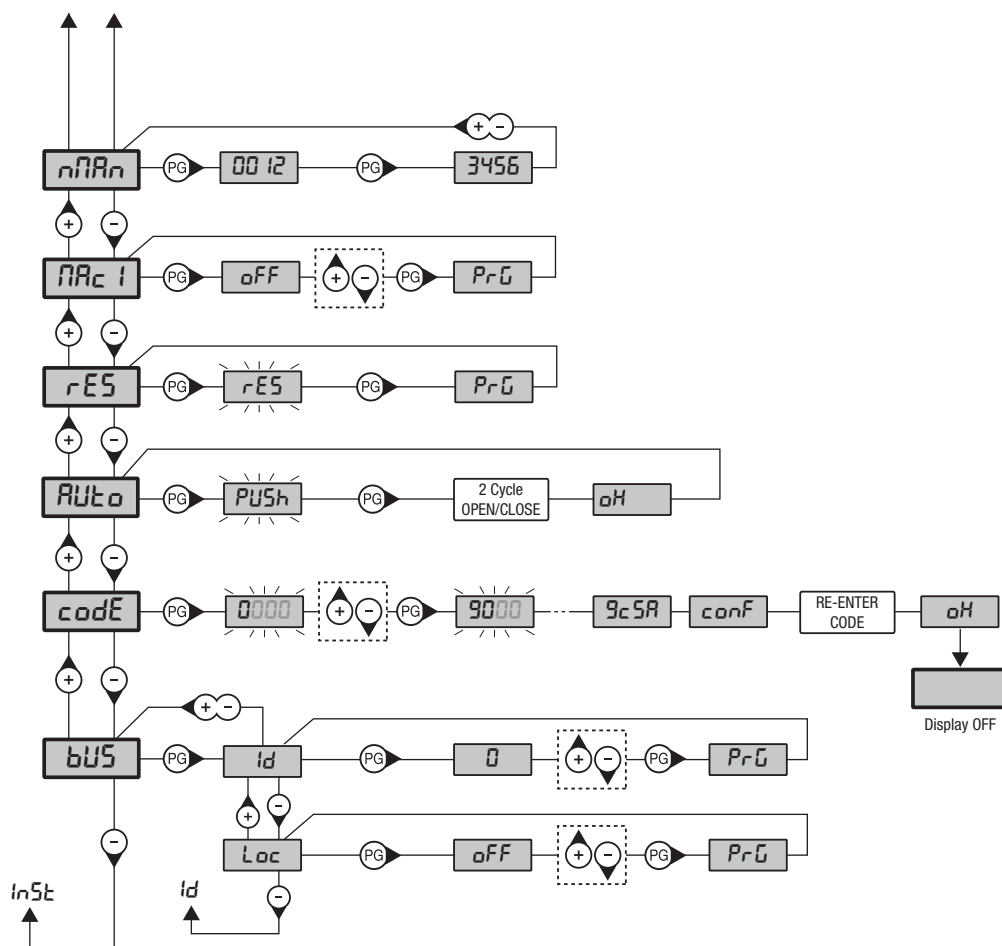 + -
nMAn PG 0012 PG 3456
+ -
MAc 1 PG oFF + - PG PrG
+ -
rES PG rES PG PrG
+ -
AUto PG PUSh PG 2 Cycle
OPEN/CLOSE oH
+ -
codE PG 0000 + - PG 9000 9cSA conF RE-ENTER
CODE oH
+ -
Display OFF
+ -
bUS PG Id PG 0 + - PG PrG
+ -
-
Loc PG oFF + - PG PrG
-
InSt
Id